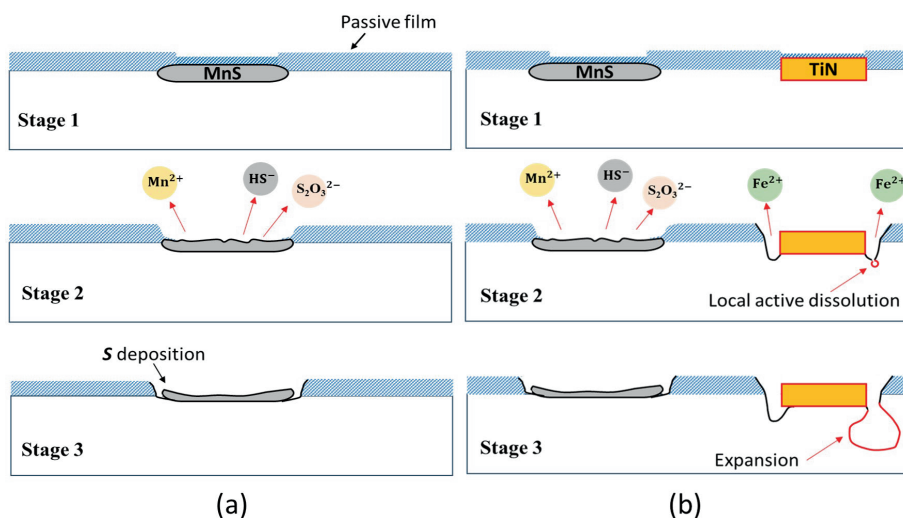 Passive film
MnS
Stage 1
Mn²⁺
HS⁻
S₂O₃²⁻
Stage 2
S deposition
Stage 3
(a)
MnS
TiN
Stage 1
Mn²⁺
HS⁻
S₂O₃²⁻
Fe²⁺
Fe²⁺
Stage 2
Local active dissolution
Stage 3
Expansion
(b)